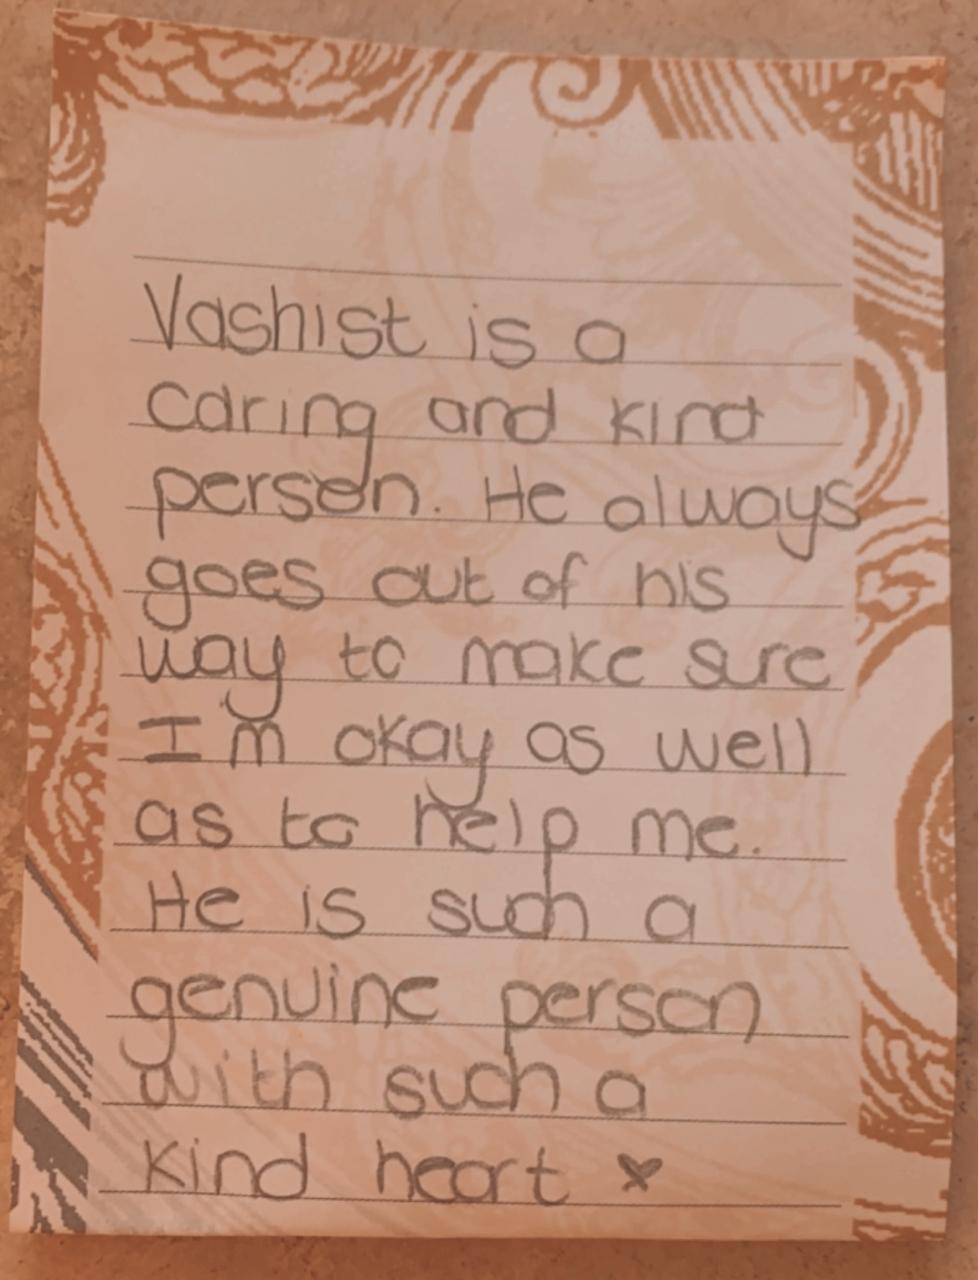 Vashist is a
caring and kind
person. He always
goes out of his
way to make sure
I'm okay as well
as to help me.
He is such a
genuine person
with such a
kind heart ♥